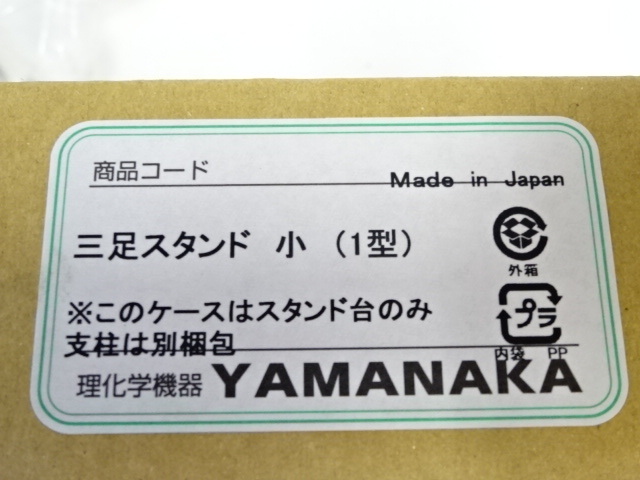 商品コード
Made in Japan
三足スタンド 小 (1型)
外箱
※このケースはスタンド台のみ
プラ
支柱は別梱包
内袋 PP
理化学機器 YAMANAKA